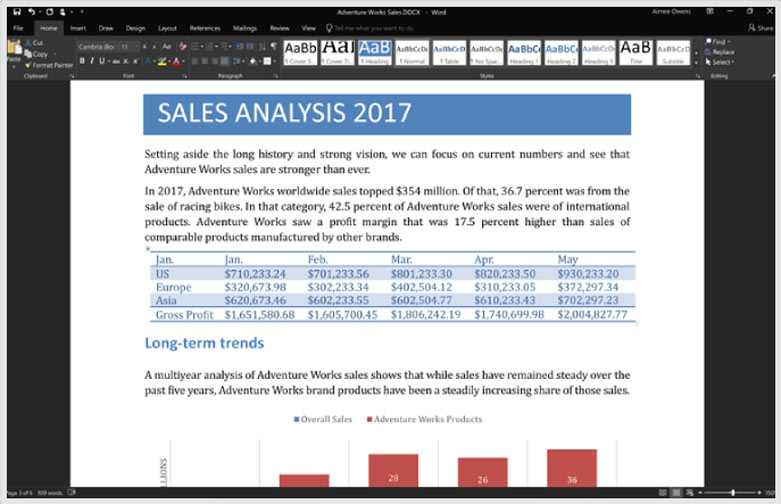 Adventure Works Sales.DOCX - Word
Aimee Owens
File Home Insert Draw Design Layout References Mailings Review View Tell me what you want to do
Share
Cut
Copy
Format Painter
Paste
Cambria (Bo 11
AaBb AaI AaB AaBbCcDc AaBbCcD AaBbCcDc AaBbCc AaBbCc AaBbCcD AaB AaBbCcD
1 Cover S. 1 Cover Ti. 1 Heading 1 Normal 1 Table 1 No Spac... Heading 1 Heading 2 Heading 3 Title Subtitle
Find
Replace
Select
Clipboard Font Paragraph Styles Editing
SALES ANALYSIS 2017
Setting aside the long history and strong vision, we can focus on current numbers and see that
Adventure Works sales are stronger than ever.
In 2017, Adventure Works worldwide sales topped $354 million. Of that, 36.7 percent was from the
sale of racing bikes. In that category, 42.5 percent of Adventure Works sales were of international
products. Adventure Works saw a profit margin that was 17.5 percent higher than sales of
comparable products manufactured by other brands.
Jan. Jan. Feb. Mar. Apr. May
US $710,233.24 $701,233.56 $801,233.30 $820,233.50 $930,233.20
Europe $320,673.98 $302,233.34 $402,504.12 $310,233.05 $372,297.34
Asia $620,673.46 $602,233.55 $602,504.77 $610,233.43 $702,297.23
Gross Profit $1,651,580.68 $1,605,700.45 $1,806,242.19 $1,740,699.98 $2,004,827.77
Long-term trends
A multiyear analysis of Adventure Works sales shows that while sales have remained steady over the
past five years, Adventure Works brand products have been a steadily increasing share of those sales.
Overall Sales Adventure Works Products
28 26 36
LLIONS
Page 3 of 6 939 words